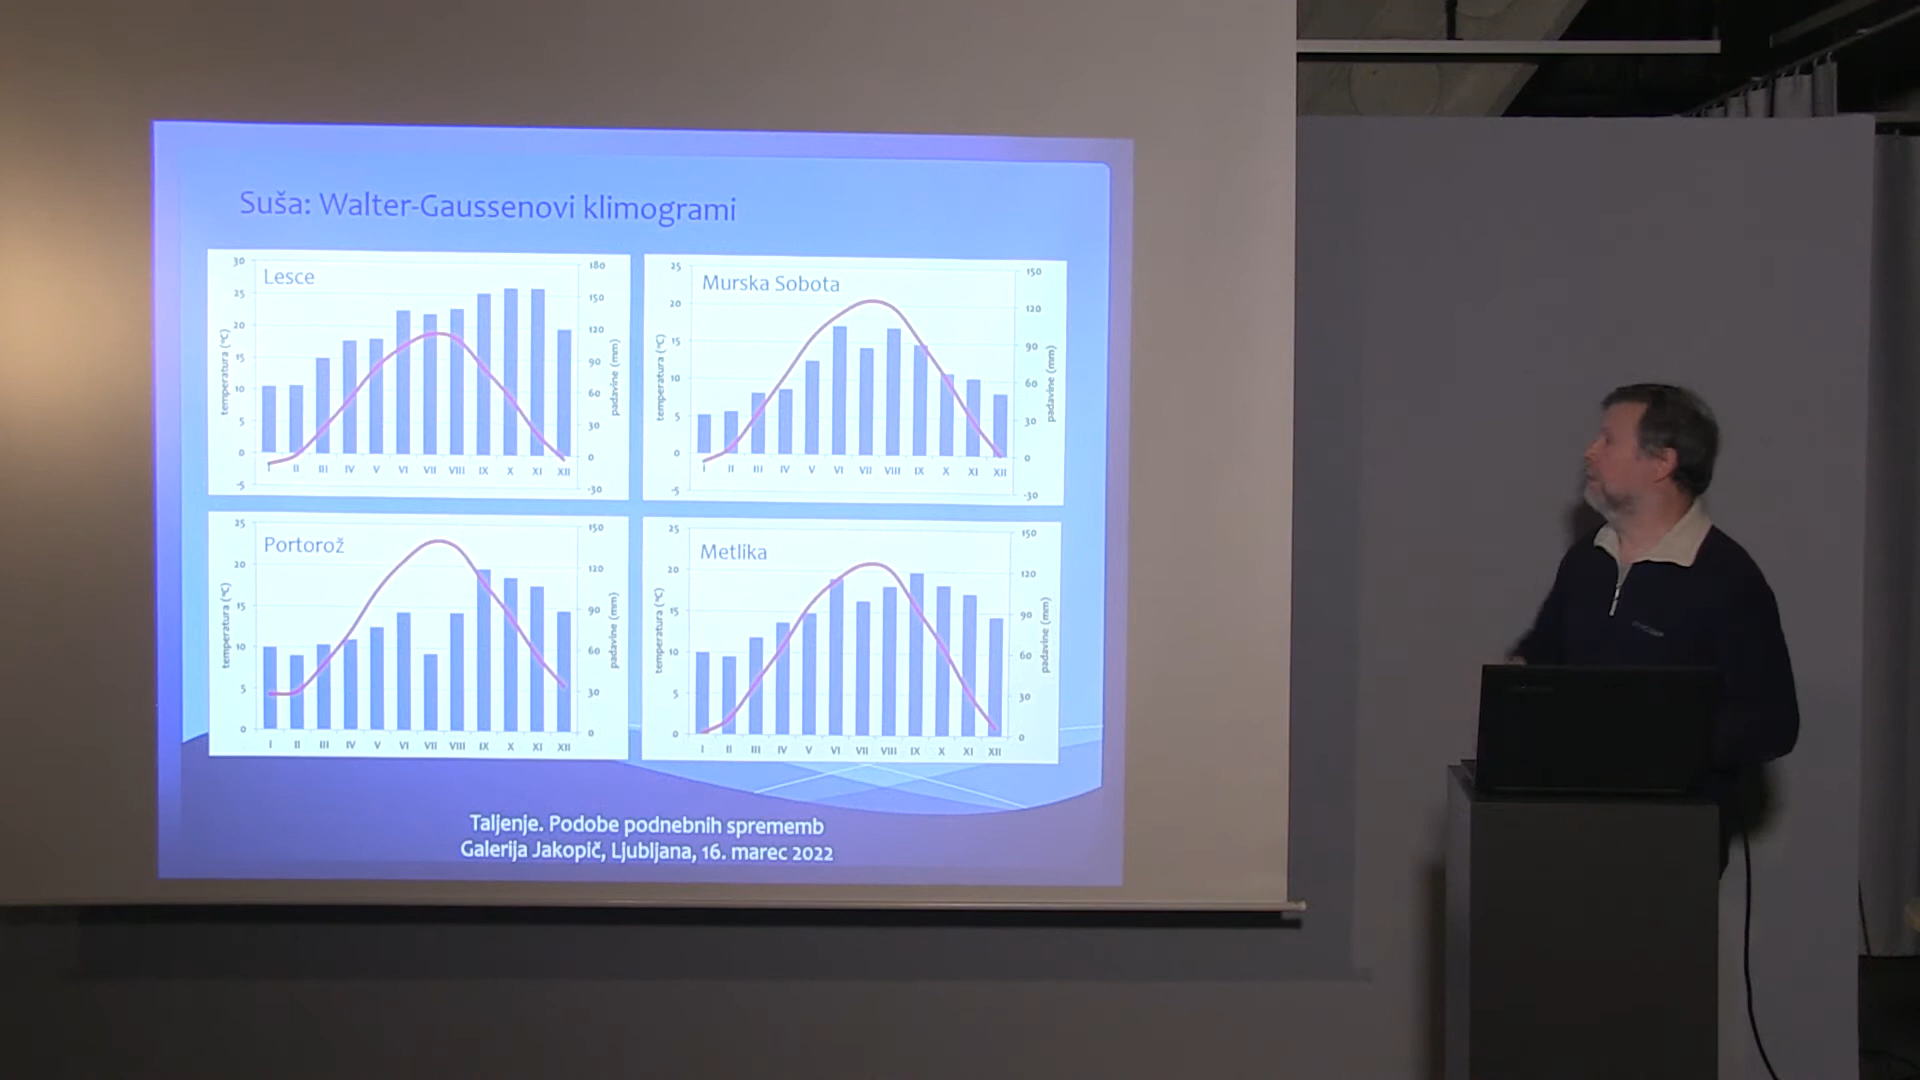 Suša: Walter-Gaussenovi klimogrami
Lesce
temperatura (°C)
30
25
20
15
10
5
0
-5
180
150
120
90
60
30
0
-30
padavine (mm)
I II III IV V VI VII VIII IX X XI XII
Murska Sobota
temperatura (°C)
25
20
15
10
5
0
-5
150
120
90
60
30
0
-30
padavine (mm)
I II III IV V VI VII VIII IX X XI XII
Portorož
temperatura (°C)
25
20
15
10
5
0
150
120
90
60
30
0
padavine (mm)
I II III IV V VI VII VIII IX X XI XII
Metlika
temperatura (°C)
25
20
15
10
5
0
150
120
90
60
30
0
padavine (mm)
I II III IV V VI VII VIII IX X XI XII
Taljenje. Podobe podnebnih sprememb
Galerija Jakopič, Ljubljana, 16. marec 2022